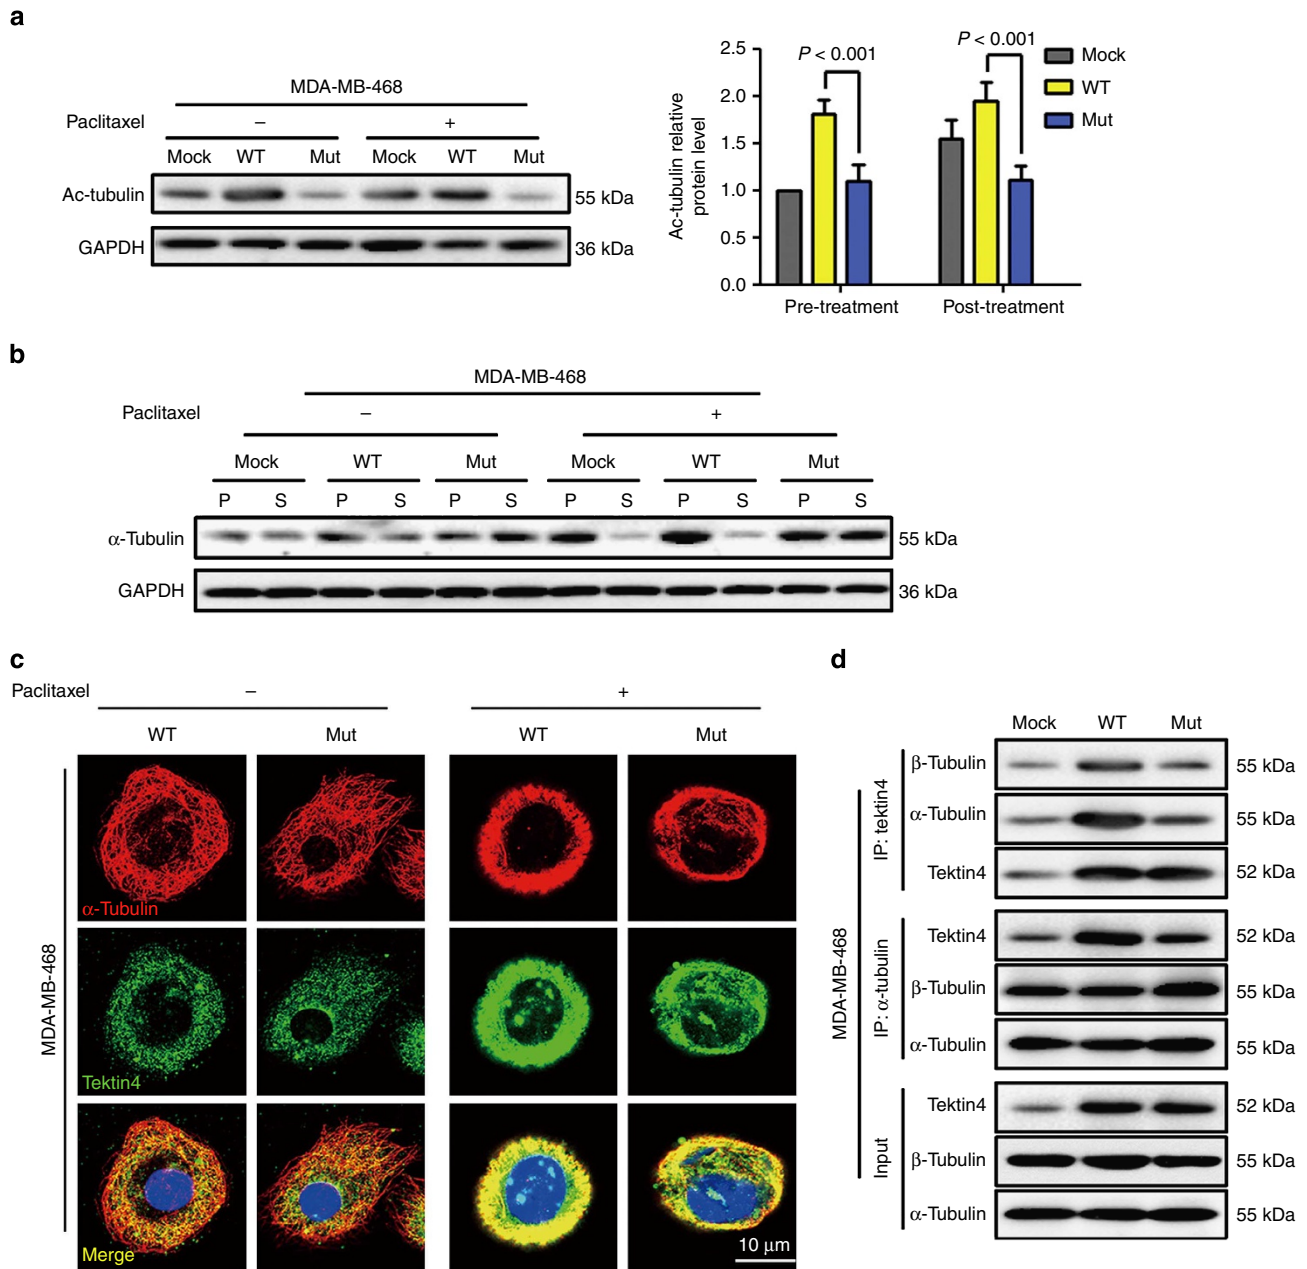 a
MDA-MB-468
Paclitaxel – +
Mock WT Mut Mock WT Mut
Ac-tubulin 55 kDa
GAPDH 36 kDa
Ac-tubulin relative
protein level
2.5
2.0
1.5
1.0
0.5
0.0
P < 0.001
P < 0.001
Mock
WT
Mut
Pre-treatment Post-treatment
b
MDA-MB-468
Paclitaxel – +
Mock WT Mut Mock WT Mut
P S P S P S P S P S P S
α-Tubulin 55 kDa
GAPDH 36 kDa
c
Paclitaxel – +
WT Mut WT Mut
MDA-MB-468
α-Tubulin
Tektin4
Merge
10 μm
d
Mock WT Mut
MDA-MB-468
IP: tektin4
β-Tubulin 55 kDa
α-Tubulin 55 kDa
Tektin4 52 kDa
IP: α-tubulin
Tektin4 52 kDa
β-Tubulin 55 kDa
α-Tubulin 55 kDa
Input
Tektin4 52 kDa
β-Tubulin 55 kDa
α-Tubulin 55 kDa